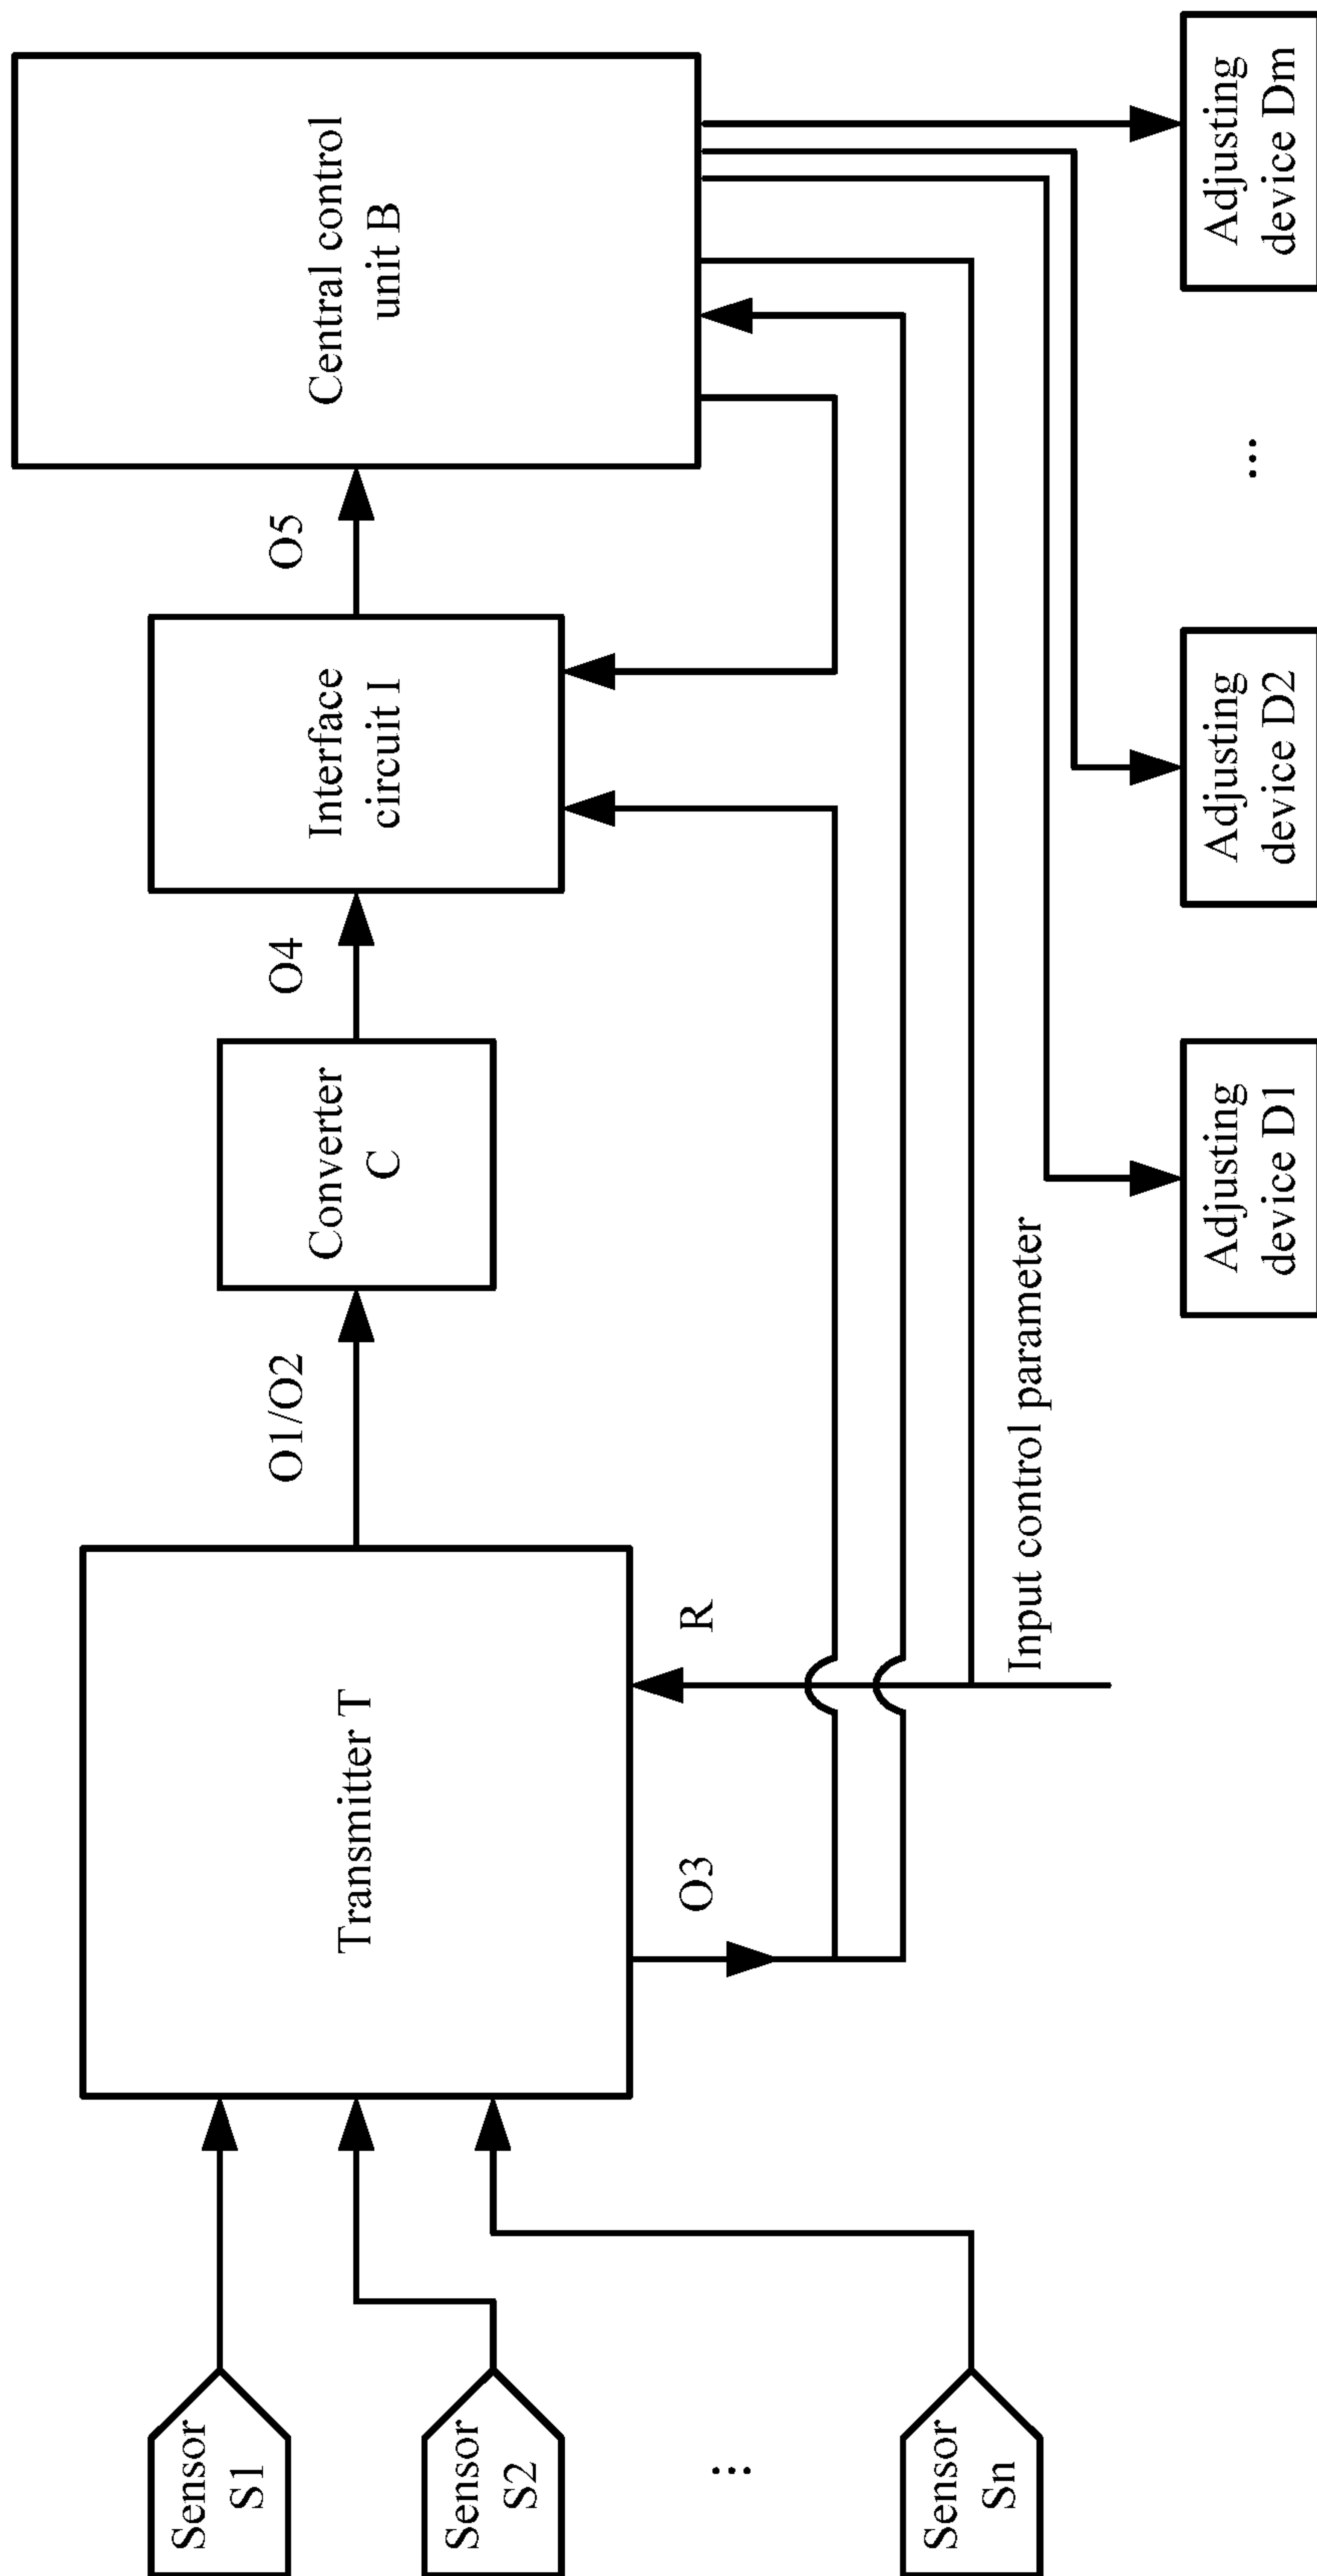 Sensor
S1
Sensor
S2
...
Sensor
Sn
Transmitter T
O1/O2
O3
R
Input control parameter
Converter
C
O4
Interface
circuit I
O5
Central control
unit B
Adjusting
device D1
Adjusting
device D2
...
Adjusting
device Dm